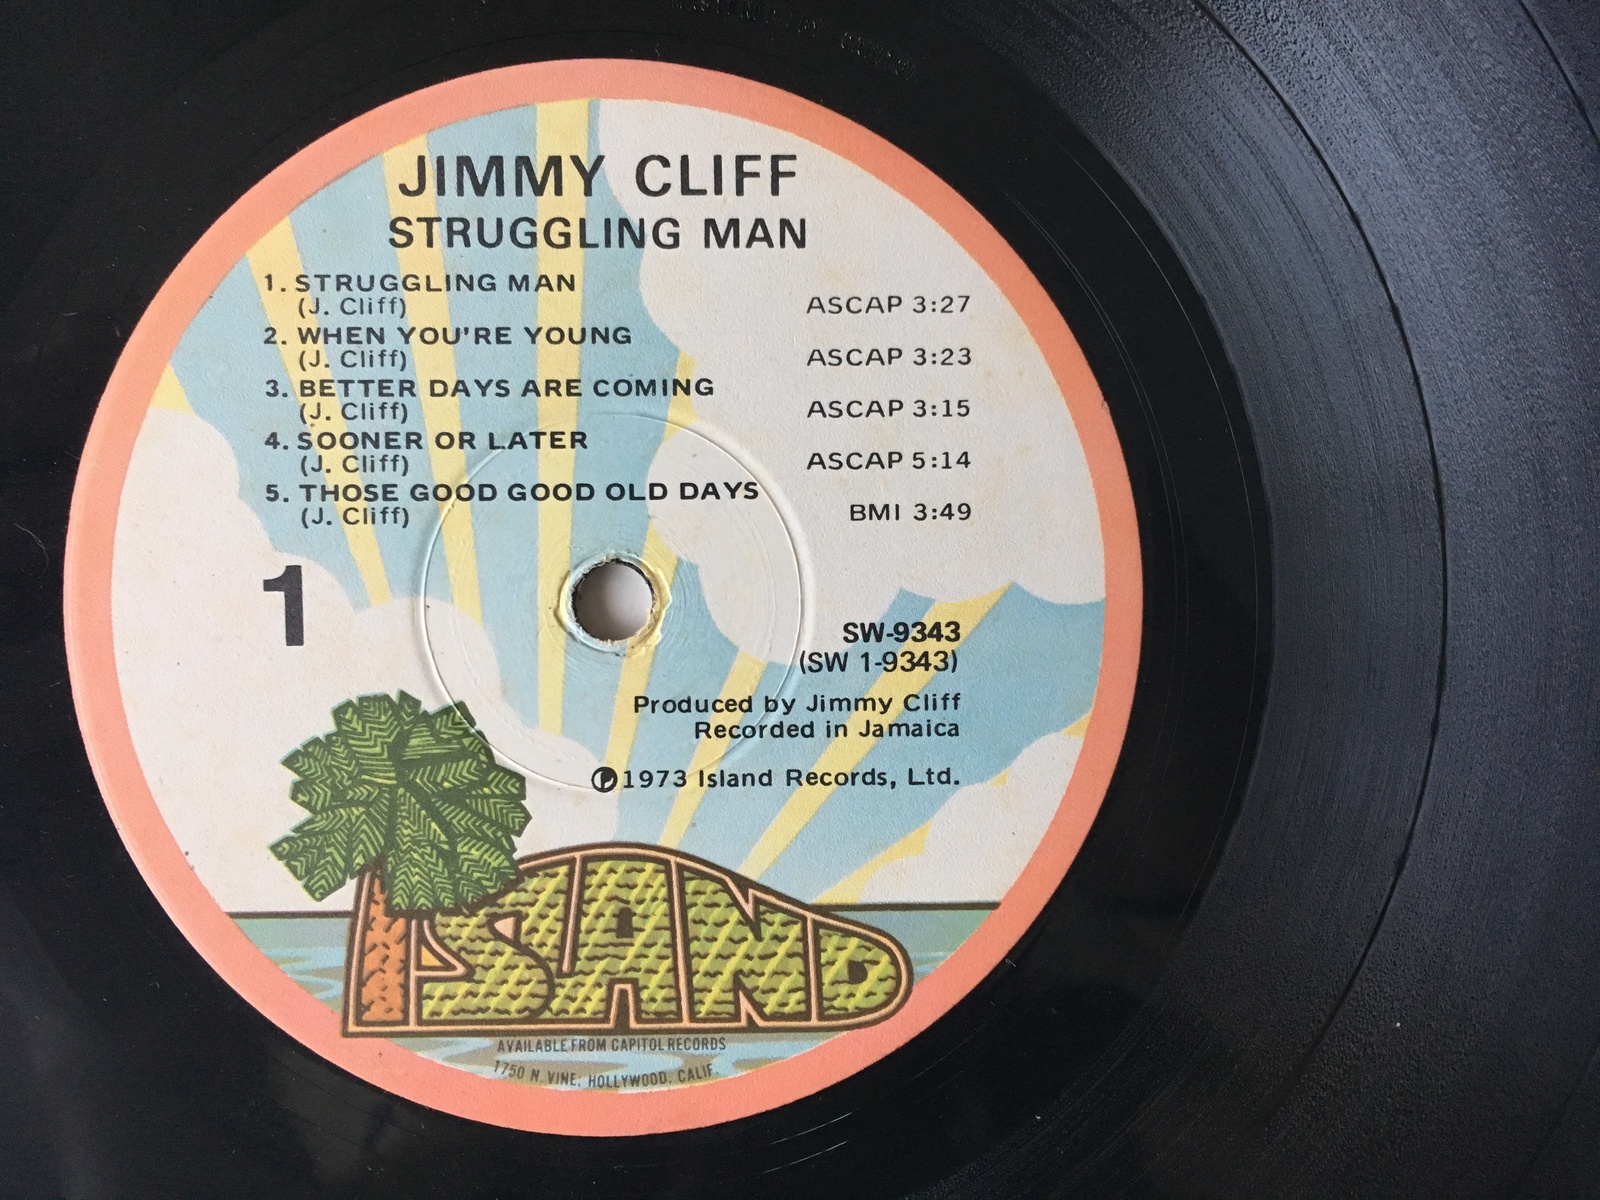 JIMMY CLIFF
STRUGGLING MAN
1. STRUGGLING MAN
(J. Cliff) ASCAP 3:27
2. WHEN YOU'RE YOUNG
(J. Cliff) ASCAP 3:23
3. BETTER DAYS ARE COMING
(J. Cliff) ASCAP 3:15
4. SOONER OR LATER
(J. Cliff) ASCAP 5:14
5. THOSE GOOD GOOD OLD DAYS
(J. Cliff) BMI 3:49
1
SW-9343
(SW 1-9343)
Produced by Jimmy Cliff
Recorded in Jamaica
℗1973 Island Records, Ltd.
ISLAND
AVAILABLE FROM CAPITOL RECORDS
1750 N. VINE; HOLLYWOOD, CALIF.